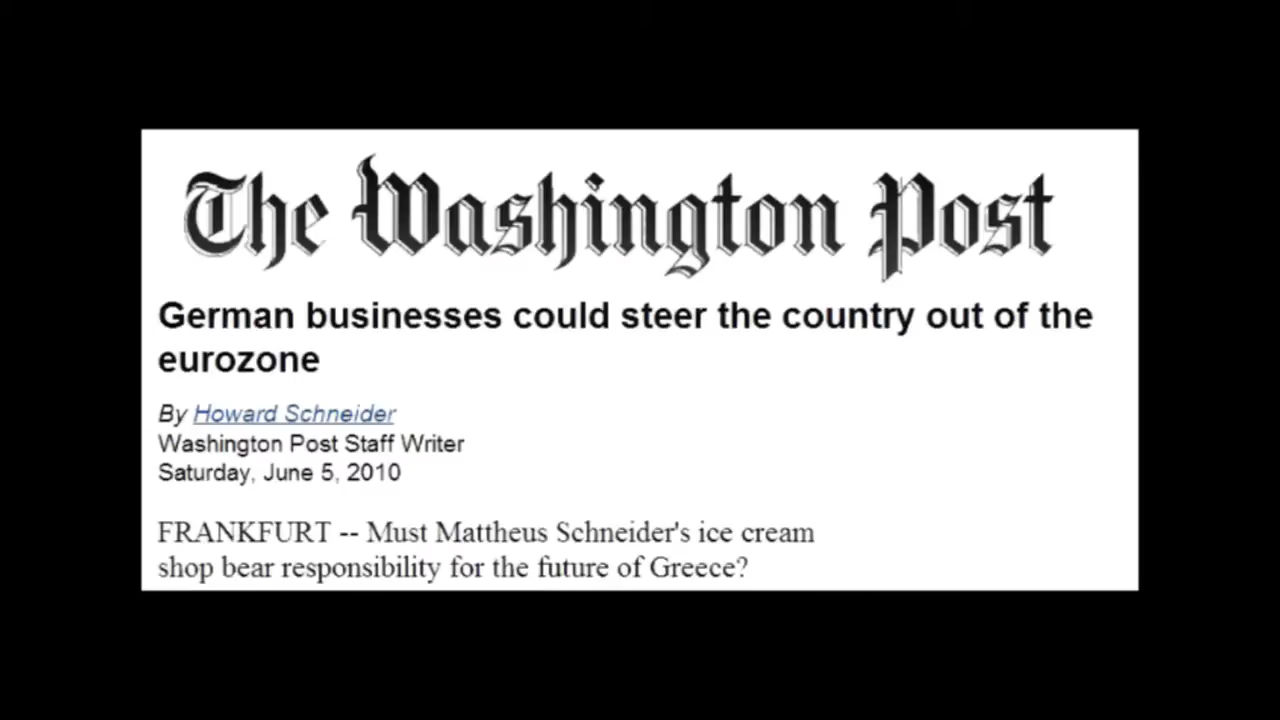 The Washington Post
German businesses could steer the country out of the
eurozone
By Howard Schneider
Washington Post Staff Writer
Saturday, June 5, 2010
FRANKFURT -- Must Mattheus Schneider's ice cream
shop bear responsibility for the future of Greece?